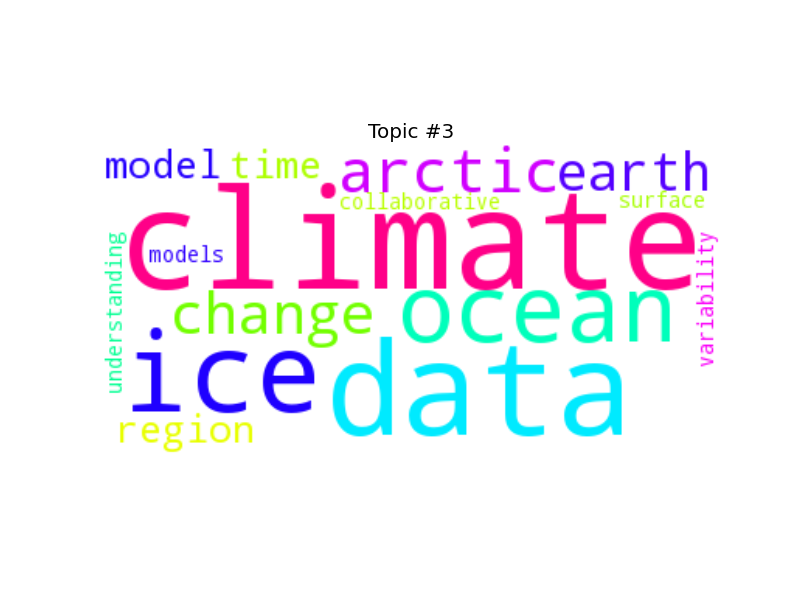 Topic #3
model time arctic earth
collaborative surface
climate
models
understanding
variability
change ocean
ice data
region